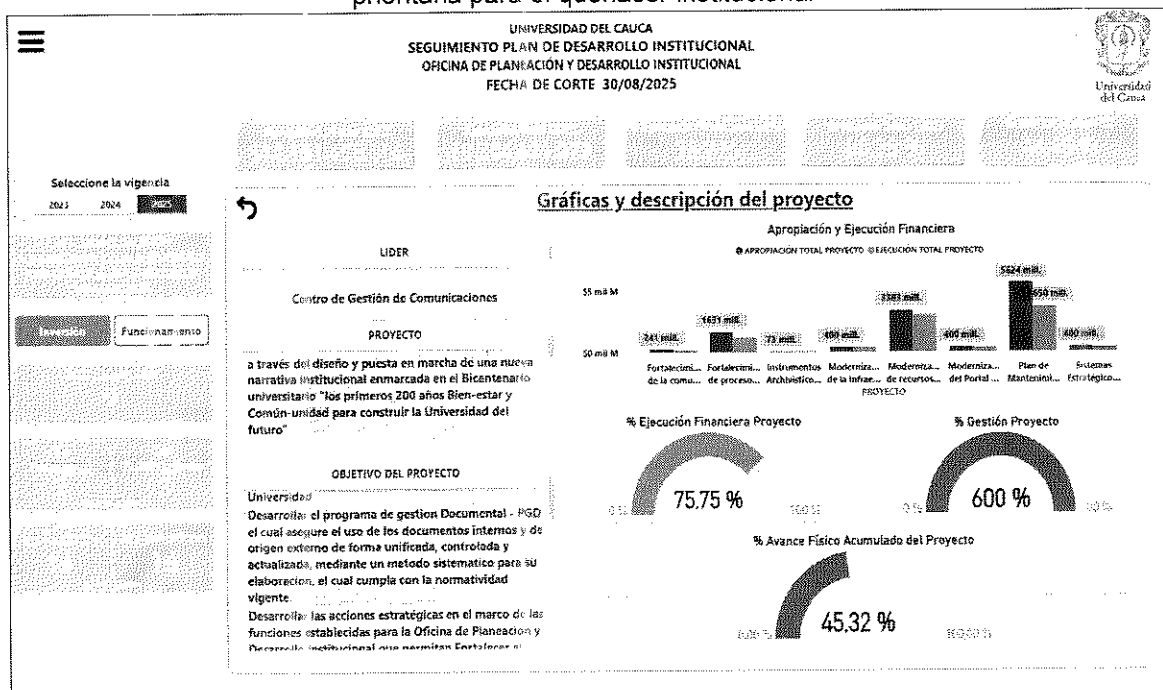 UNIVERSIDAD DEL CAUCA
SEGUIMIENTO PLAN DE DESARROLLO INSTITUCIONAL
OFICINA DE PLANEACIÓN Y DESARROLLO INSTITUCIONAL
FECHA DE CORTE 30/08/2025
Universidad
del Cauca
Seleccione la vigencia
2023 2024 2025
Inversión Funcionamiento
Gráficas y descripción del proyecto
LIDER
Centro de Gestión de Comunicaciones
PROYECTO
a través del diseño y puesta en marcha de una nueva
narrativa institucional enmarcada en el Bicentenario
universitario "los primeros 200 años Bien-estar y
Común-unidad para construir la Universidad del
futuro"
OBJETIVO DEL PROYECTO
Universidad
Desarrollar el programa de gestion Documental - PGD
el cual asegure el uso de los documentos internos y de
origen externo de forma unificada, controlada y
actualizada, mediante un metodo sistematico para su
elaboracion, el cual cumpla con la normatividad
vigente.
Desarrollar las acciones estratégicas en el marco de las
funciones establecidas para la Oficina de Planeacion y
Apropiación y Ejecución Financiera
APROPIACIÓN TOTAL PROYECTO EJECUCIÓN TOTAL PROYECTO
$5 mil M
$0 mil M
241 mill.
1631 mill.
73 mill.
400 mill.
3383 mill.
400 mill.
5824 mill.
400 mill.
Fortalecimi...
de la comu...
Fortalecimi...
de proceso...
Instrumentos
Archivístico...
Moderniza...
de la Infrae...
Moderniza...
de recursos...
Moderniza...
del Portal ...
Plan de
Mantenimi...
Sistemas
Estratégico...
PROYECTO
% Ejecución Financiera Proyecto
75.75 %
% Gestión Proyecto
600 %
% Avance Físico Acumulado del Proyecto
45.32 %